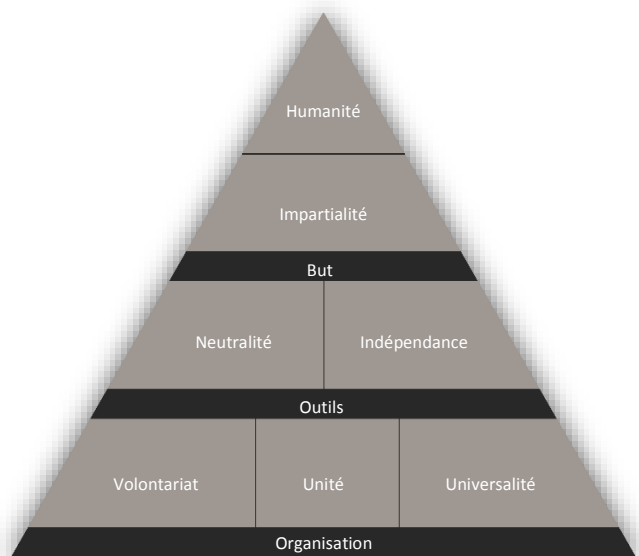 Humanité
Impartialité
But
Neutralité Indépendance
Outils
Volontariat Unité Universalité
Organisation